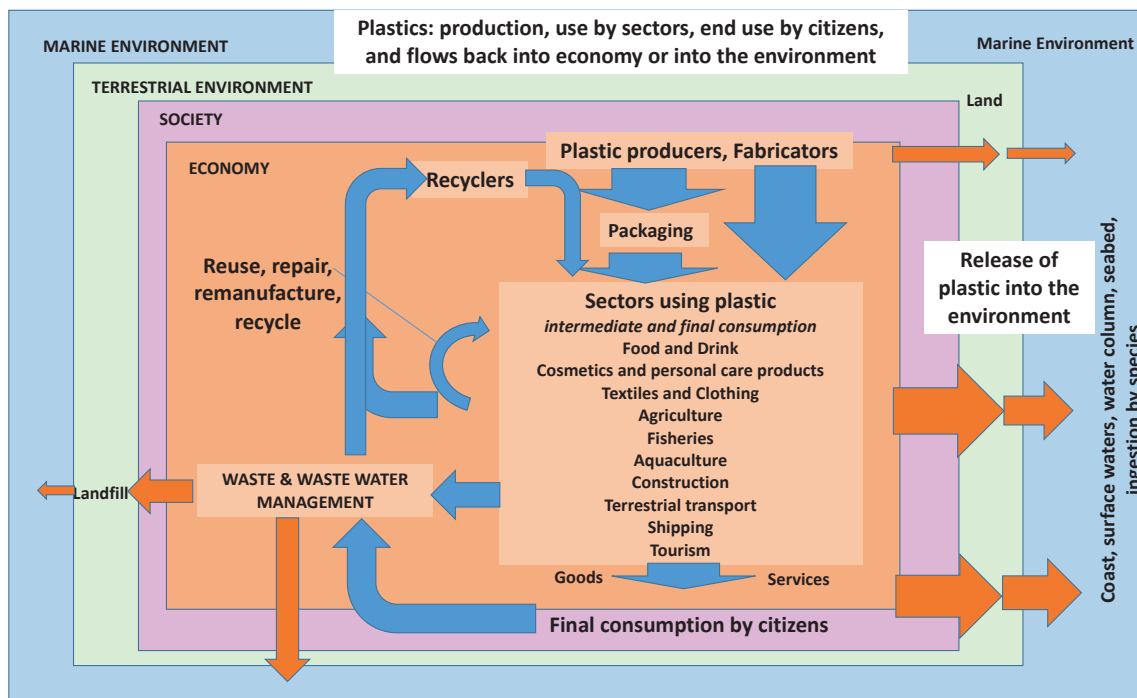 Plastics: production, use by sectors, end use by citizens,
and flows back into economy or into the environment
MARINE ENVIRONMENT
Marine Environment
TERRESTRIAL ENVIRONMENT
Land
SOCIETY
ECONOMY
Plastic producers, Fabricators
Recyclers
Packaging
Reuse, repair,
remanufacture,
recycle
Release of
plastic into the
environment
Sectors using plastic
intermediate and final consumption
Food and Drink
Cosmetics and personal care products
Textiles and Clothing
Agriculture
Fisheries
Aquaculture
Construction
Terrestrial transport
Shipping
Tourism
WASTE & WASTE WATER
MANAGEMENT
Landfill
Goods
Services
Final consumption by citizens
Coast, surface waters, water column, seabed,
ingestion by species